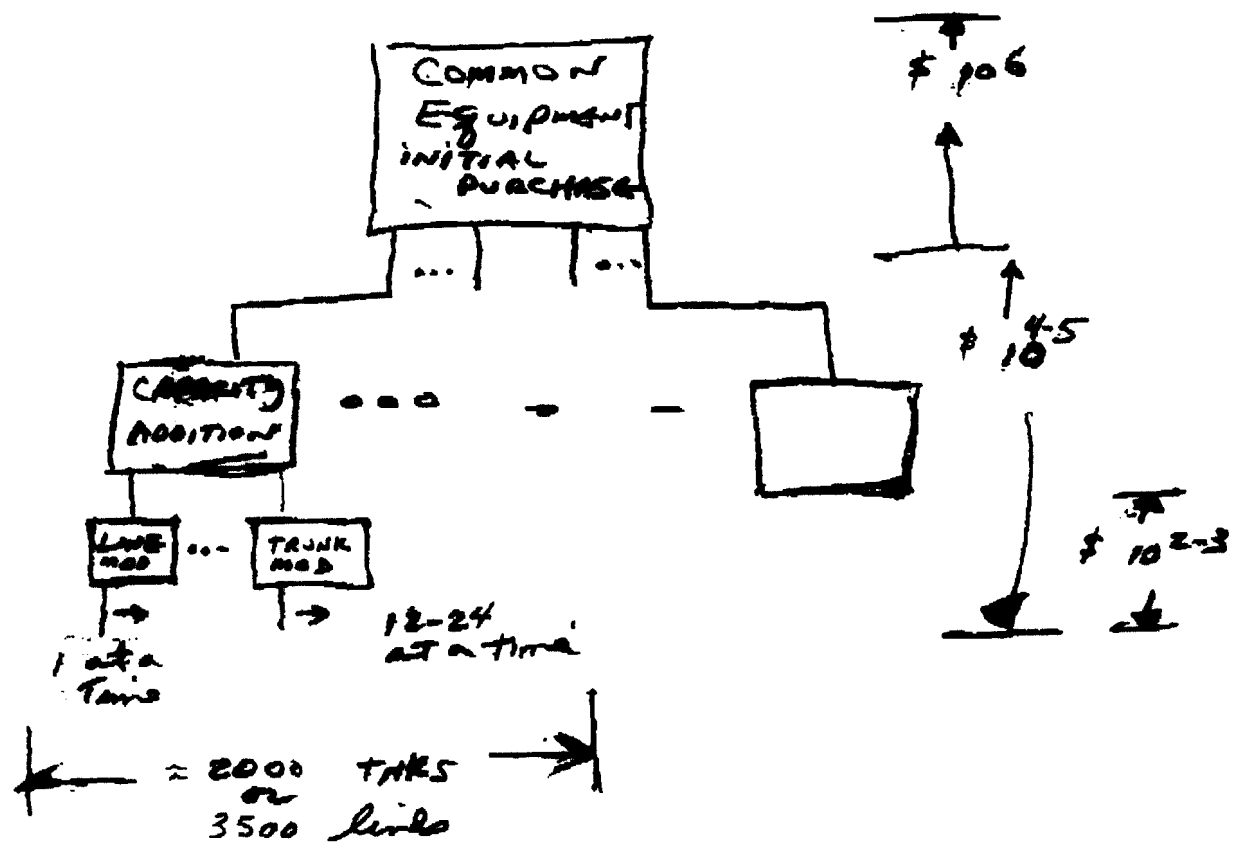 COMMON
EQUIPMENT
INITIAL
PURCHASE
$ 10 6
...
...
$ 10 4-5
CAPACITY
ADDITION
LINE
MOD
...
TRUNK
MOD
$ 10 2-3
1 at a
Time
12-24
at a time
≈ 2000 TRKS
or
3500 lines